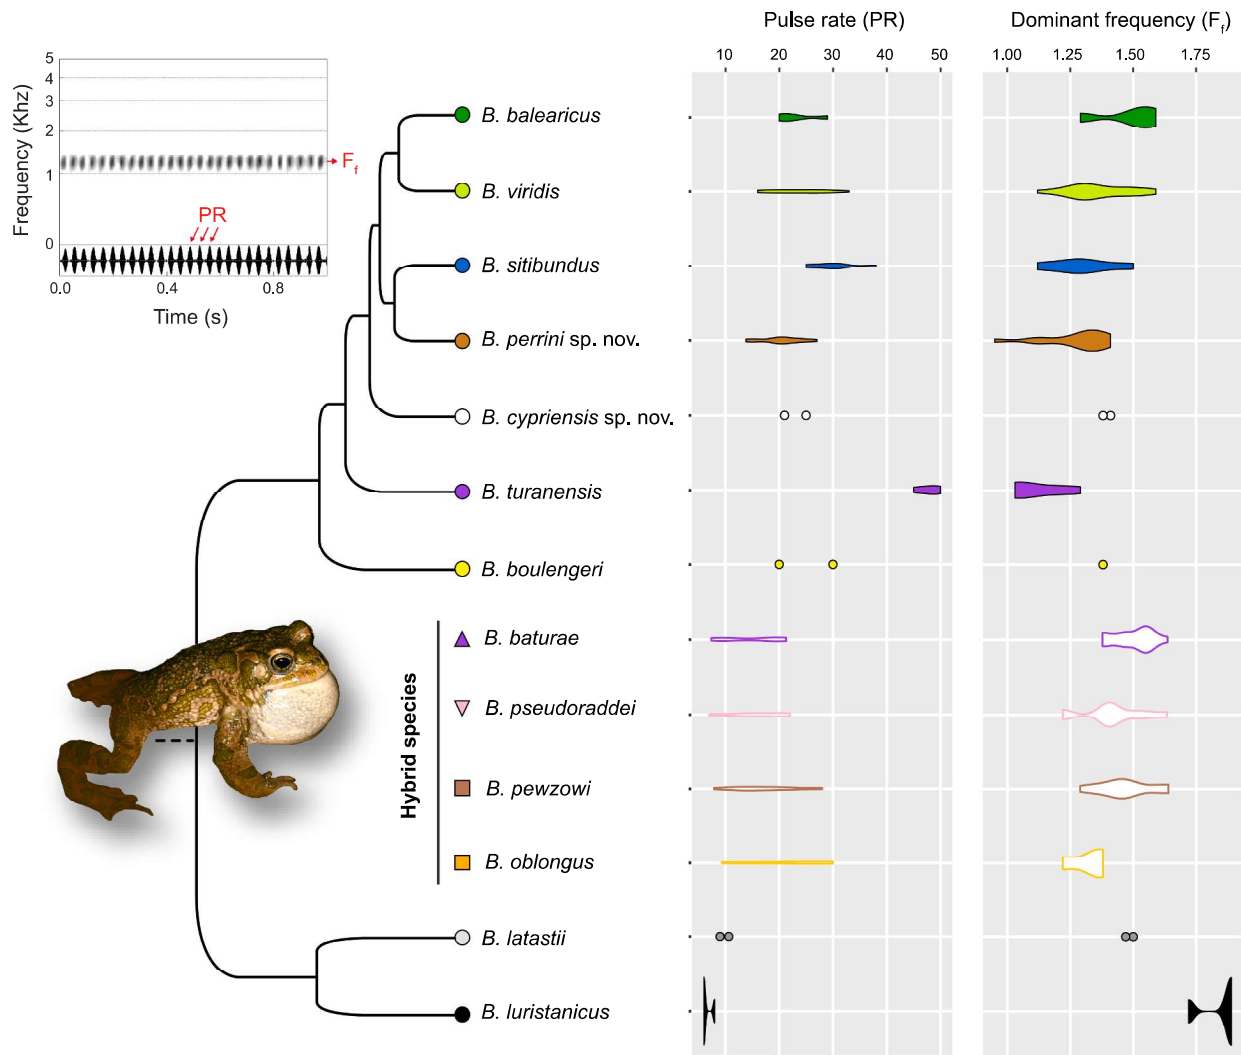 Pulse rate (PR)
Dominant frequency (Ff)
10 20 30 40 50
1.00 1.25 1.50 1.75
Frequency (Khz)
5
4
3
2
1
0
Ff
PR
0.0 0.4 0.8
Time (s)
B. balearicus
B. viridis
B. sitibundus
B. perrini sp. nov.
B. cypriensis sp. nov.
B. turanensis
B. boulengeri
Hybrid species
B. baturae
B. pseudoraddei
B. pewzowi
B. oblongus
B. latastii
B. luristanicus